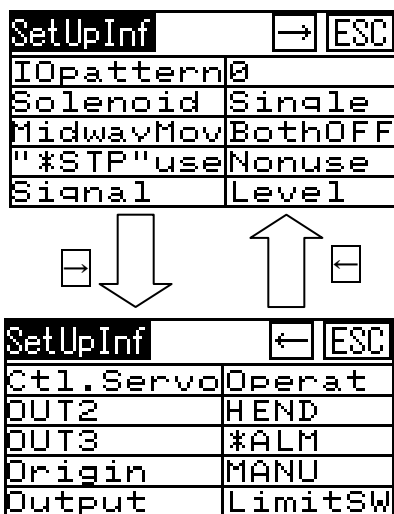 SetUpInf → ESC
IOpattern 0
Solenoid Single
MidwayMov BothOFF
"*STP"use Nonuse
Signal Level
→ ←
SetUpInf ← ESC
Ctl.Servo Operat
OUT2 HEND
OUT3 *ALM
Origin MANU
Output LimitSW